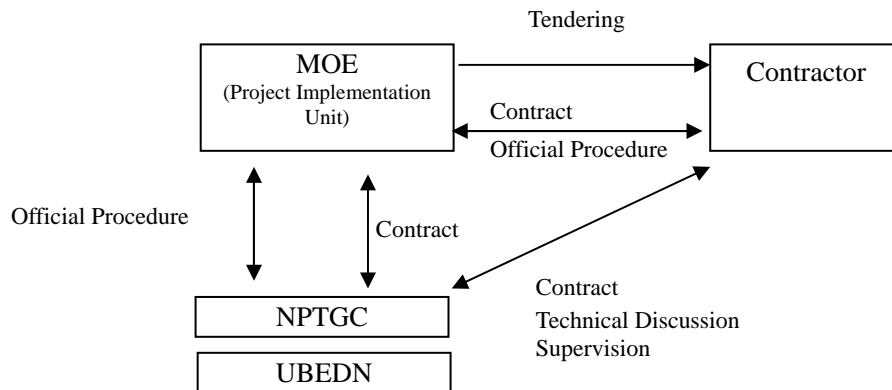 Tendering
MOE
(Project Implementation
Unit)
Contractor
Contract
Official Procedure
Official Procedure
Contract
Contract
Technical Discussion
Supervision
NPTGC
UBEDN